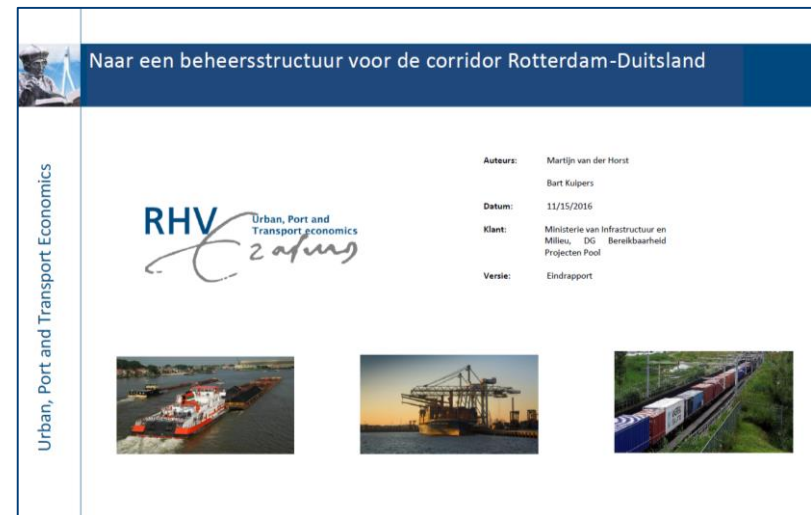 Naar een beheersstructuur voor de corridor Rotterdam-Duitsland
Urban, Port and Transport Economics
RHV
Urban, Port and
Transport economics
Erasmus
Auteurs: Martijn van der Horst
Bart Kuipers
Datum: 11/15/2016
Klant: Ministerie van Infrastructuur en
Milieu, DG Bereikbaarheid
Projecten Pool
Versie: Eindrapport